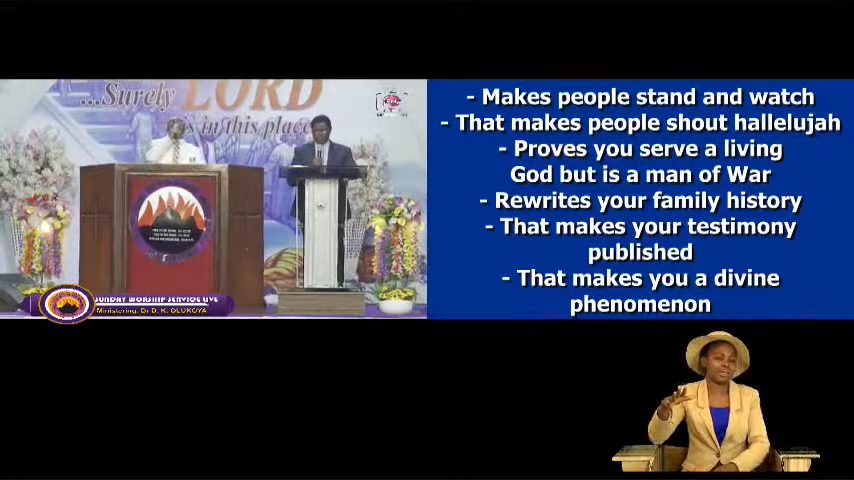 ...Surely LORD
is in this place
SUNDAY WORSHIP SERVICE LIVE
Ministering: Dr D. K. OLUKOYA
- Makes people stand and watch
- That makes people shout hallelujah
- Proves you serve a living
God but is a man of War
- Rewrites your family history
- That makes your testimony
published
- That makes you a divine
phenomenon